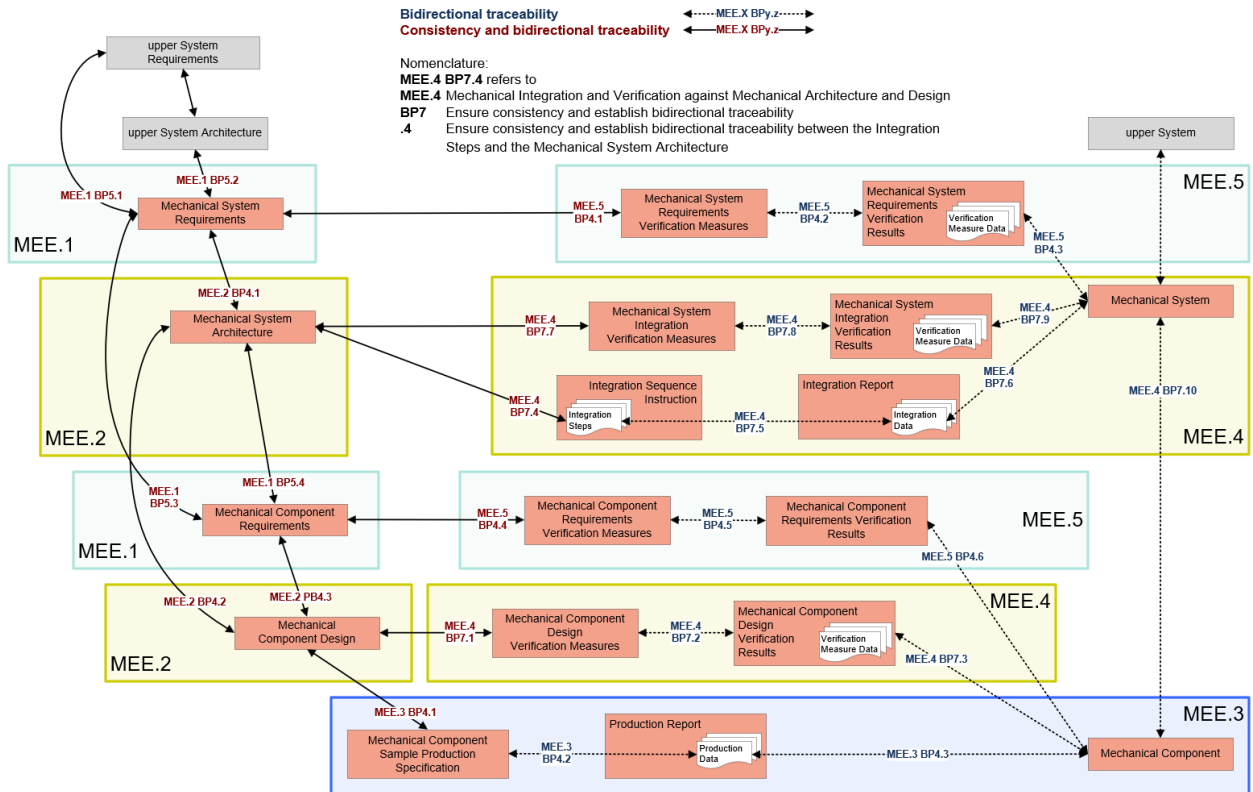 Bidirectional traceability
MEE.X BPy.z
Consistency and bidirectional traceability
MEE.X BPy.z
Nomenclature:
MEE.4 BP7.4 refers to
MEE.4 Mechanical Integration and Verification against Mechanical Architecture and Design
BP7 Ensure consistency and establish bidirectional traceability
.4 Ensure consistency and establish bidirectional traceability between the Integration
Steps and the Mechanical System Architecture
upper System
Requirements
upper System Architecture
upper System
MEE.1 BP5.1
MEE.1 BP5.2
Mechanical System
Requirements
MEE.1
MEE.5
BP4.1
Mechanical System
Requirements
Verification Measures
MEE.5
BP4.2
Mechanical System
Requirements
Verification
Results
Verification
Measure Data
MEE.5
BP4.3
MEE.5
MEE.2 BP4.1
Mechanical System
Architecture
MEE.2
MEE.4
BP7.7
Mechanical System
Integration
Verification Measures
MEE.4
BP7.8
Mechanical System
Integration
Verification
Results
Verification
Measure Data
MEE.4
BP7.9
Mechanical System
MEE.4
BP7.6
MEE.4
BP7.4
Integration Sequence
Instruction
Integration
Steps
MEE.4
BP7.5
Integration Report
Integration
Data
MEE.4 BP7.10
MEE.4
MEE.1
BP5.3
MEE.1 BP5.4
Mechanical Component
Requirements
MEE.1
MEE.5
BP4.4
Mechanical Component
Requirements
Verification Measures
MEE.5
BP4.5
Mechanical Component
Requirements Verification
Results
MEE.5
MEE.5 BP4.6
MEE.2 BP4.2
MEE.2 PB4.3
Mechanical
Component Design
MEE.2
MEE.4
BP7.1
Mechanical Component
Design
Verification Measures
MEE.4
BP7.2
Mechanical Component
Design
Verification
Results
Verification
Measure Data
MEE.4 BP7.3
MEE.4
MEE.3 BP4.1
Mechanical Component
Sample Production
Specification
MEE.3
BP4.2
Production Report
Production
Data
MEE.3 BP4.3
Mechanical Component
MEE.3